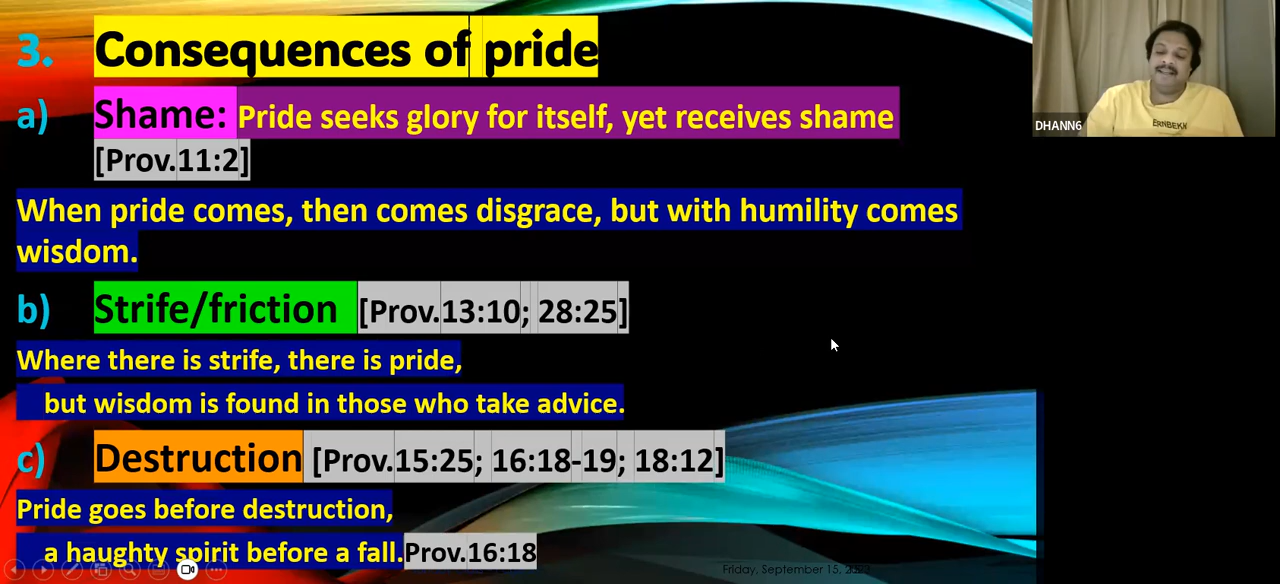 3. Consequences of pride
a) Shame: Pride seeks glory for itself, yet receives shame
[Prov.11:2]
When pride comes, then comes disgrace, but with humility comes
wisdom.
b) Strife/friction [Prov.13:10; 28:25]
Where there is strife, there is pride,
but wisdom is found in those who take advice.
c) Destruction [Prov.15:25; 16:18-19; 18:12]
Pride goes before destruction,
a haughty spirit before a fall.Prov.16:18
Friday, September 15,
DHANN6
ERNBEKN